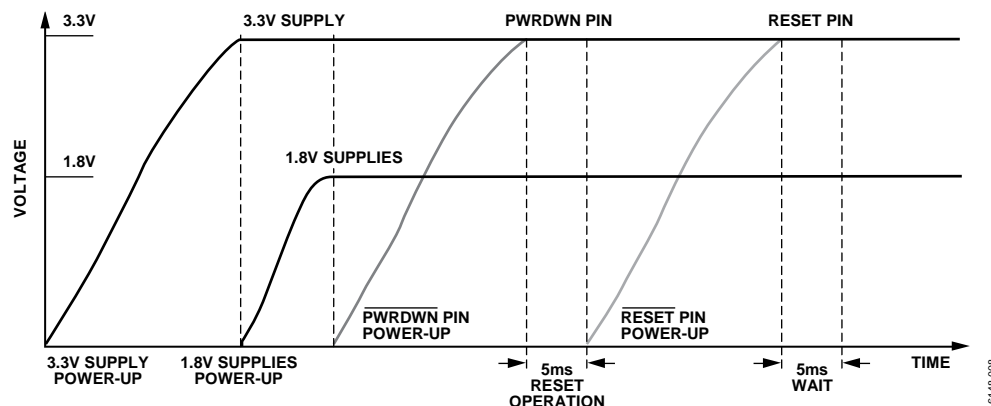 3.3V
3.3V SUPPLY
PWRDWN PIN
RESET PIN
VOLTAGE
1.8V
1.8V SUPPLIES
PWRDWN PIN
POWER-UP
RESET PIN
POWER-UP
3.3V SUPPLY
POWER-UP
1.8V SUPPLIES
POWER-UP
5ms
RESET
OPERATION
5ms
WAIT
TIME